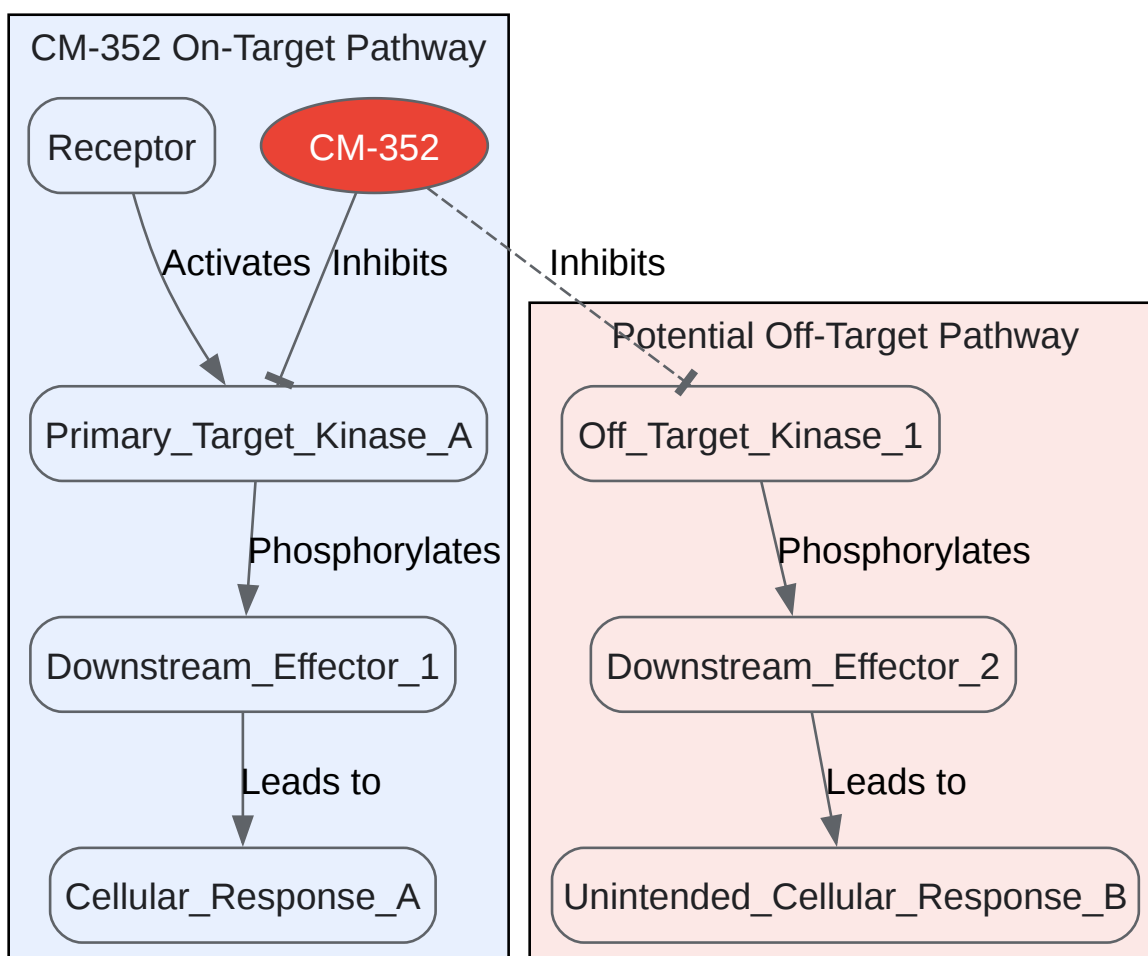 CM-352 On-Target Pathway
Receptor
CM-352
Activates
Inhibits
Inhibits
Potential Off-Target Pathway
Primary_Target_Kinase_A
Off_Target_Kinase_1
Phosphorylates
Phosphorylates
Downstream_Effector_1
Downstream_Effector_2
Leads to
Leads to
Cellular_Response_A
Unintended_Cellular_Response_B